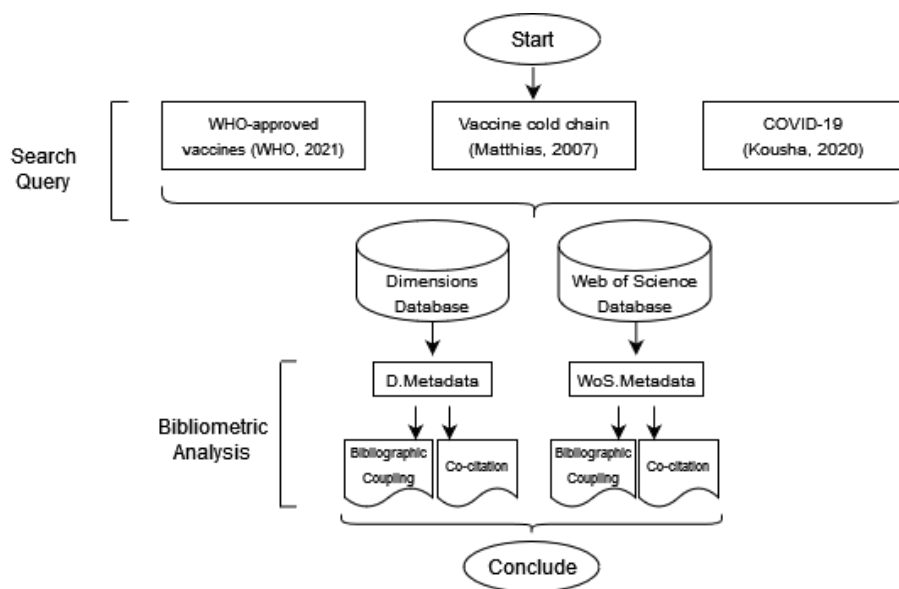 Start
Search
Query
WHO-approved
vaccines (WHO, 2021)
Vaccine cold chain
(Matthias, 2007)
COVID-19
(Kousha, 2020)
Dimensions
Database
Web of Science
Database
Bibliometric
Analysis
D.Metadata
WoS.Metadata
Bibliographic
Coupling
Co-citation
Bibliographic
Coupling
Co-citation
Conclude